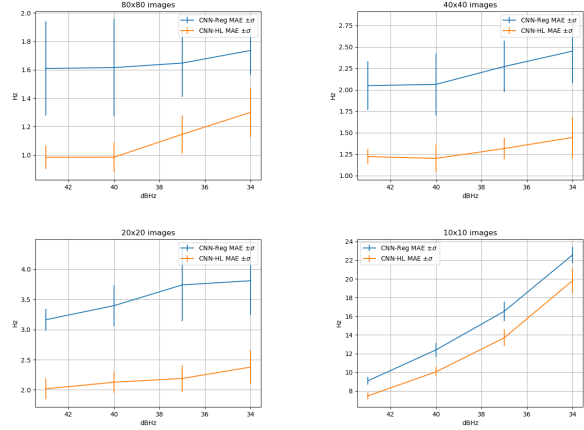 80x80 images
CNN-Reg MAE ±σ
CNN-HL MAE ±σ
2.0
1.8
1.6
1.4
1.2
1.0
Hz
42 40 38 36 34
dBHz
40x40 images
CNN-Reg MAE ±σ
CNN-HL MAE ±σ
2.75
2.50
2.25
2.00
1.75
1.50
1.25
1.00
Hz
42 40 38 36 34
dBHz
20x20 images
CNN-Reg MAE ±σ
CNN-HL MAE ±σ
4.0
3.5
3.0
2.5
2.0
Hz
42 40 38 36 34
dBHz
10x10 images
CNN-Reg MAE ±σ
CNN-HL MAE ±σ
24
22
20
18
16
14
12
10
8
Hz
42 40 38 36 34
dBHz